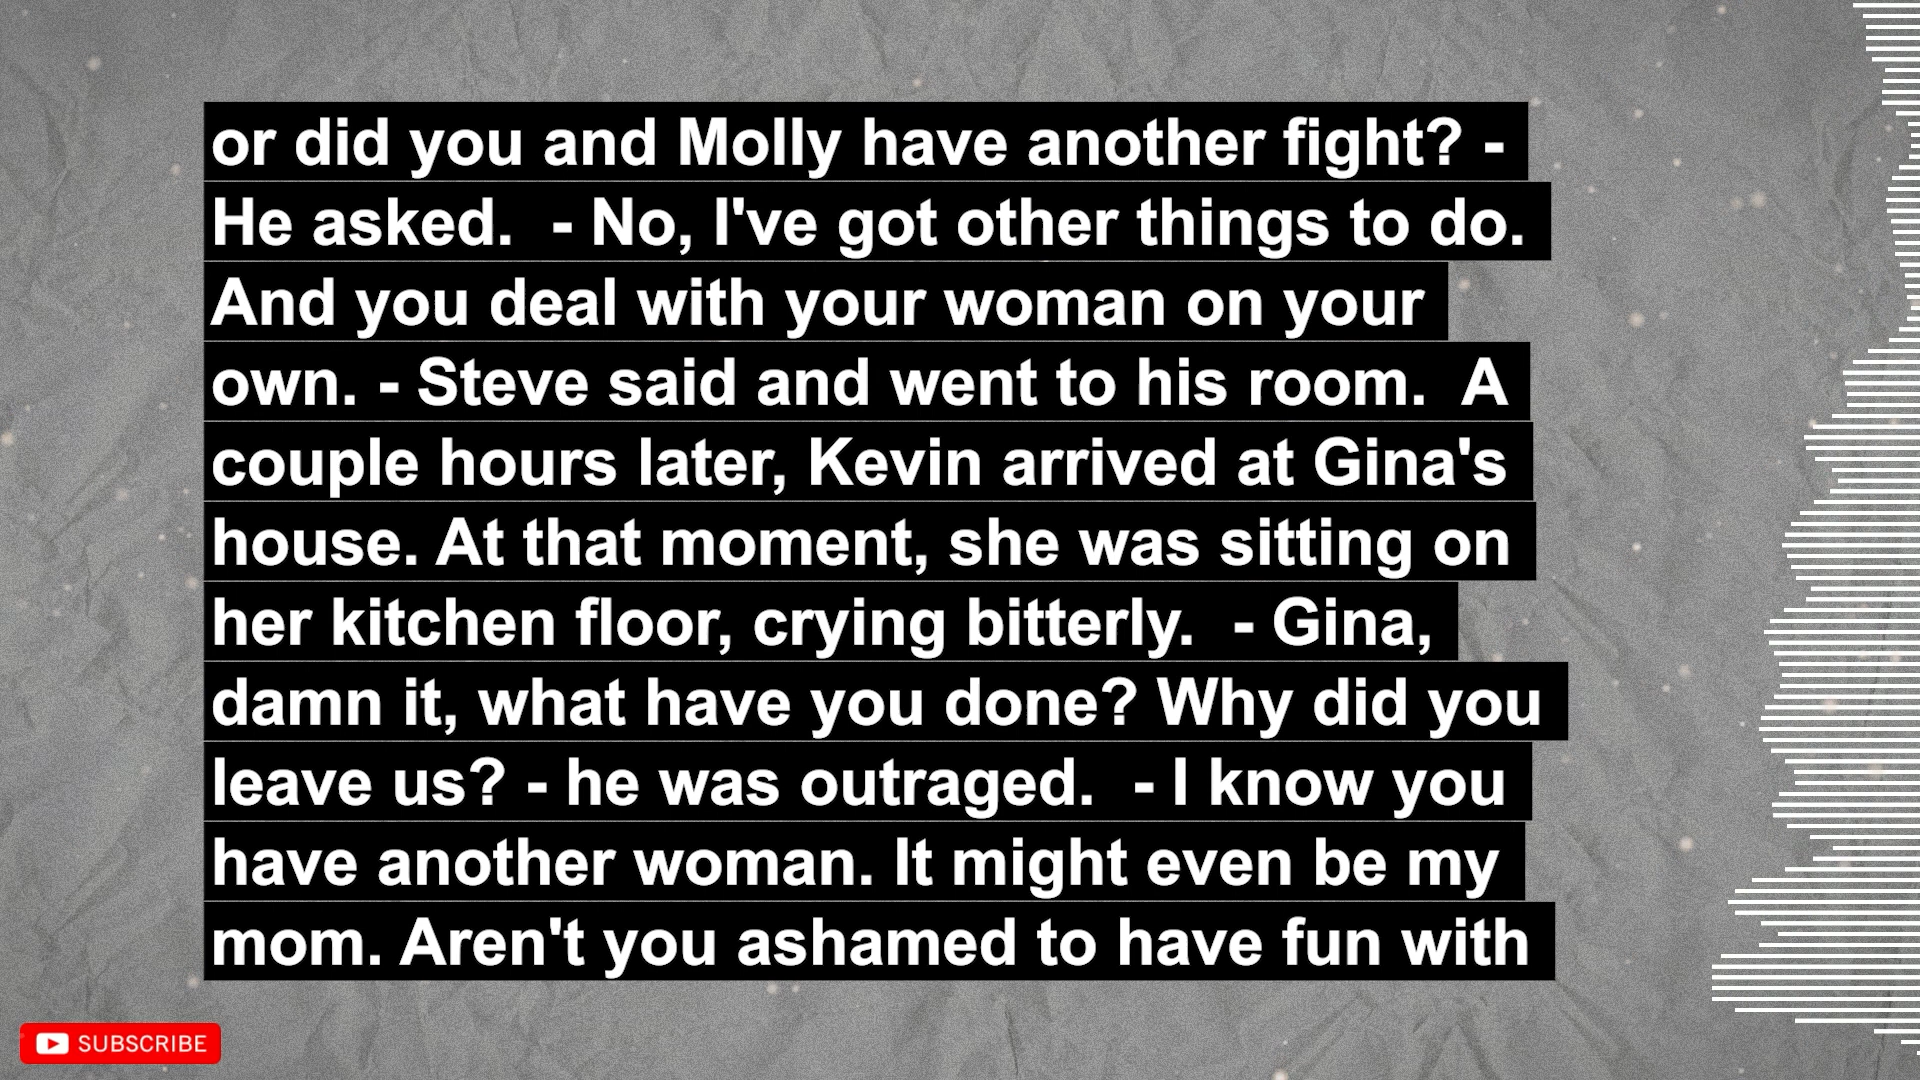 or did you and Molly have another fight? -
He asked.  - No, I've got other things to do.
And you deal with your woman on your
own. - Steve said and went to his room.  A
couple hours later, Kevin arrived at Gina's
house. At that moment, she was sitting on
her kitchen floor, crying bitterly.  - Gina,
damn it, what have you done? Why did you
leave us? - he was outraged.  - I know you
have another woman. It might even be my
mom. Aren't you ashamed to have fun with
SUBSCRIBE